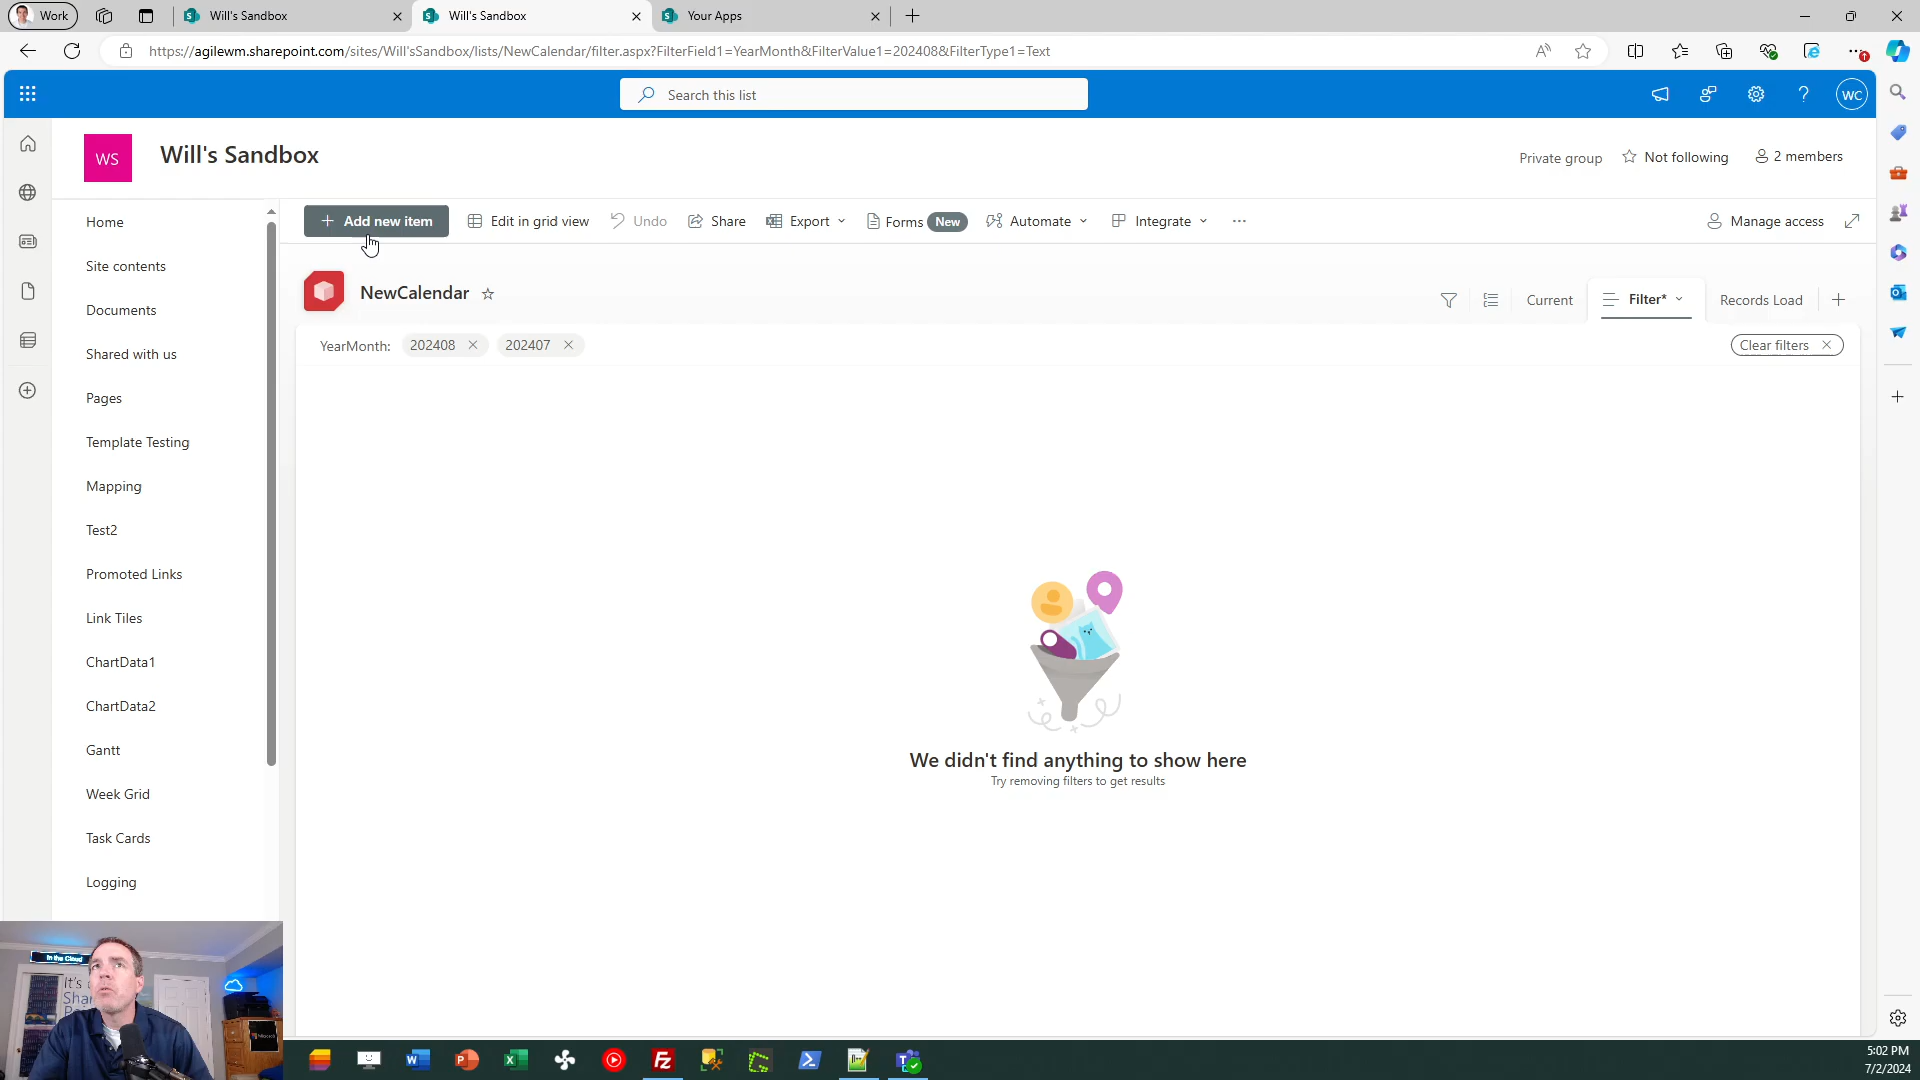 Work
Will's Sandbox
Will's Sandbox
Your Apps
https://agilewm.sharepoint.com/sites/Will'sSandbox/lists/NewCalendar/filter.aspx?FilterField1=YearMonth&FilterValue1=202408&FilterType1=Text
Search this list
WC
WS
Will's Sandbox
Private group
Not following
2 members
Home
Site contents
Documents
Shared with us
Pages
Template Testing
Mapping
Test2
Promoted Links
Link Tiles
ChartData1
ChartData2
Gantt
Week Grid
Task Cards
Logging
Add new item
Edit in grid view
Undo
Share
Export
Forms New
Automate
Integrate
Manage access
NewCalendar
Current
Filter*
Records Load
YearMonth: 202408 202407
Clear filters
We didn't find anything to show here
Try removing filters to get results
In the Cloud
It's
Sha
5:02 PM
7/2/2024